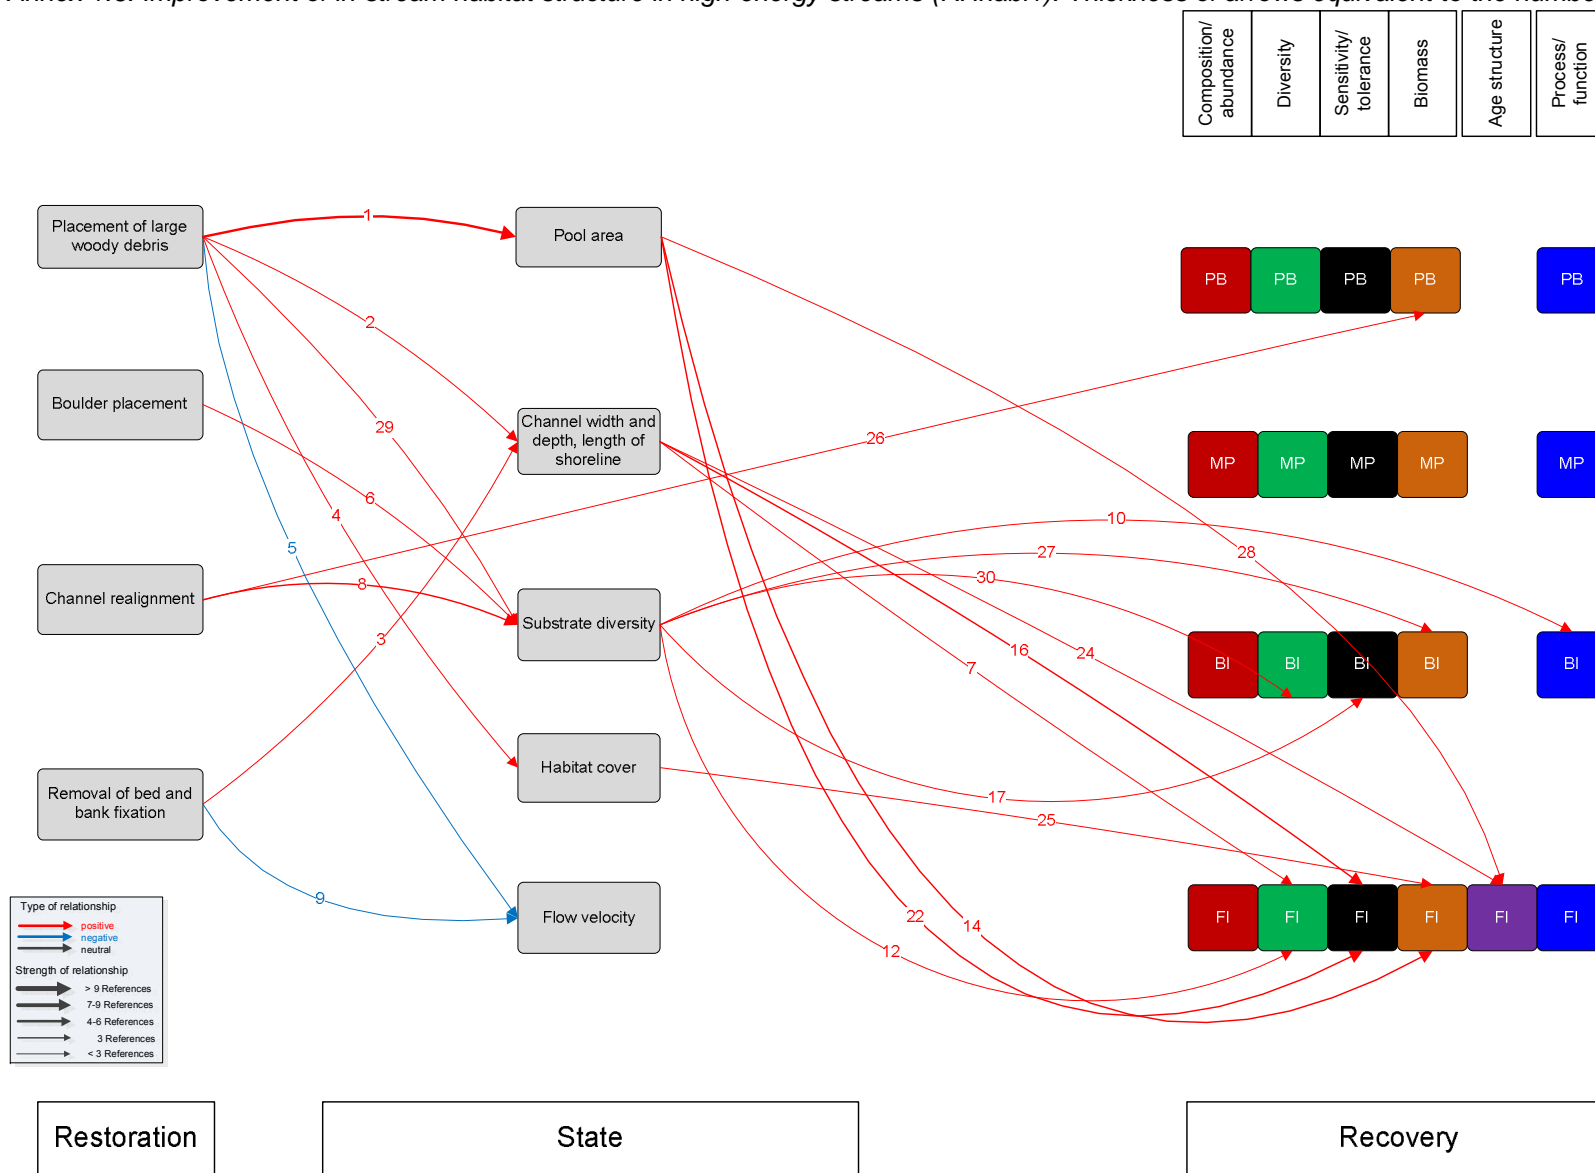 Composition/
abundance
Diversity
Sensitivity/
tolerance
Biomass
Age structure
Process/
function
Placement of large
woody debris
Pool area
1
PB
PB
PB
PB
PB
2
Boulder placement
29
Channel width and
depth, length of
shoreline
26
MP
MP
MP
MP
MP
6
4
10
5
27
28
30
Channel realignment
8
Substrate diversity
3
16
24
7
BI
BI
BI
BI
BI
Habitat cover
Removal of bed and
bank fixation
17
25
9
Flow velocity
22
14
12
FI
FI
FI
FI
FI
FI
Type of relationship
positive
negative
neutral
Strength of relationship
> 9 References
7-9 References
4-6 References
3 References
< 3 References
Restoration
State
Recovery